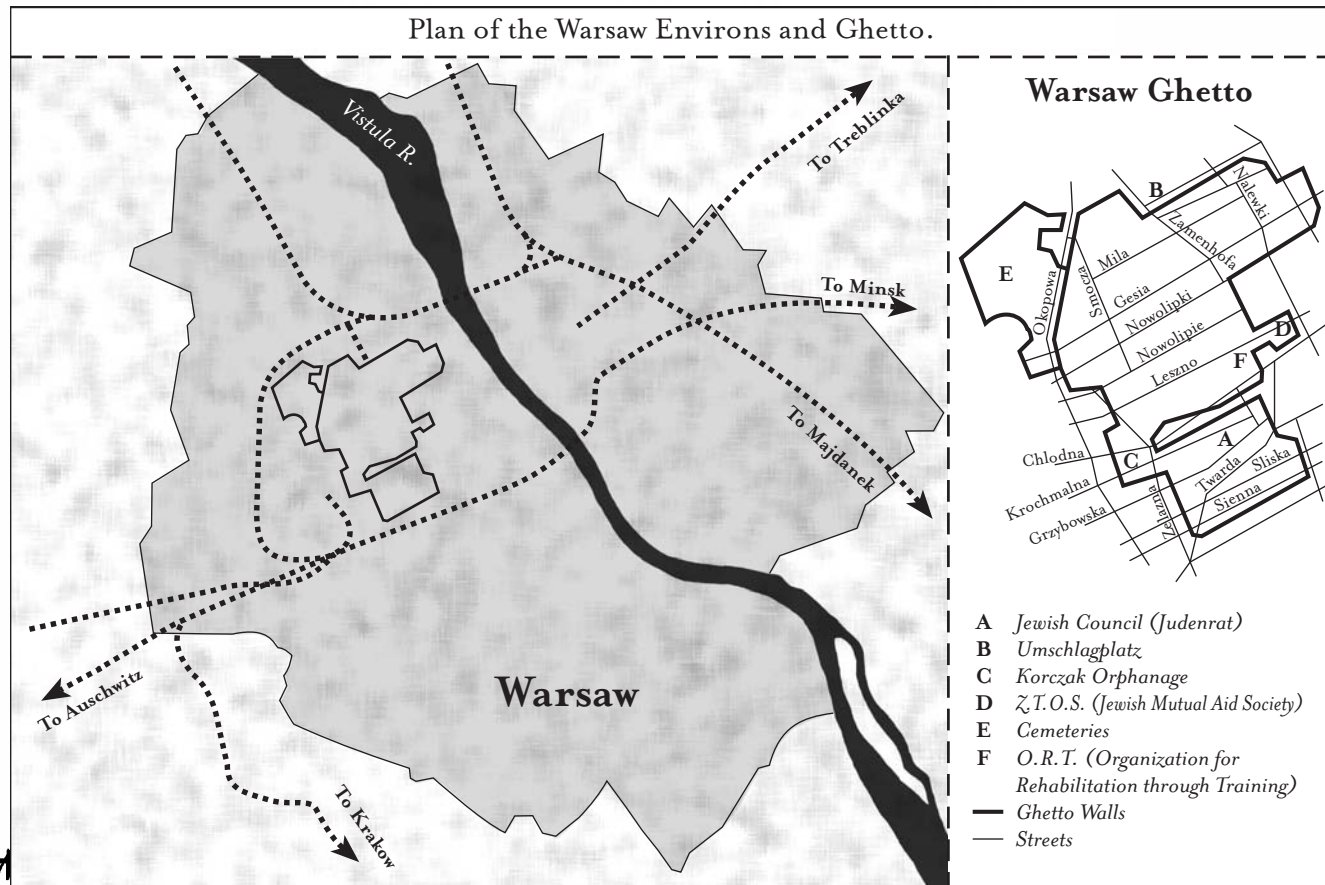 Plan of the Warsaw Environs and Ghetto.
Vistula R.
To Treblinka
To Minsk
To Majdanek
Warsaw
To Auschwitz
To Krakow
Warsaw Ghetto
B
Nalewki
Zamenhofa
E
Okopowa
Smocza
Mila
Gesia
Nowolipki
Nowolipie
D
F
Leszno
A
Chlodna
C
Twarda
Sliska
Krochmalna
Zelazna
Sienna
Grzybowska
A Jewish Council (Judenrat)
B Umschlagplatz
C Korczak Orphanage
D Z.T.O.S. (Jewish Mutual Aid Society)
E Cemeteries
F O.R.T. (Organization for
Rehabilitation through Training)
Ghetto Walls
Streets